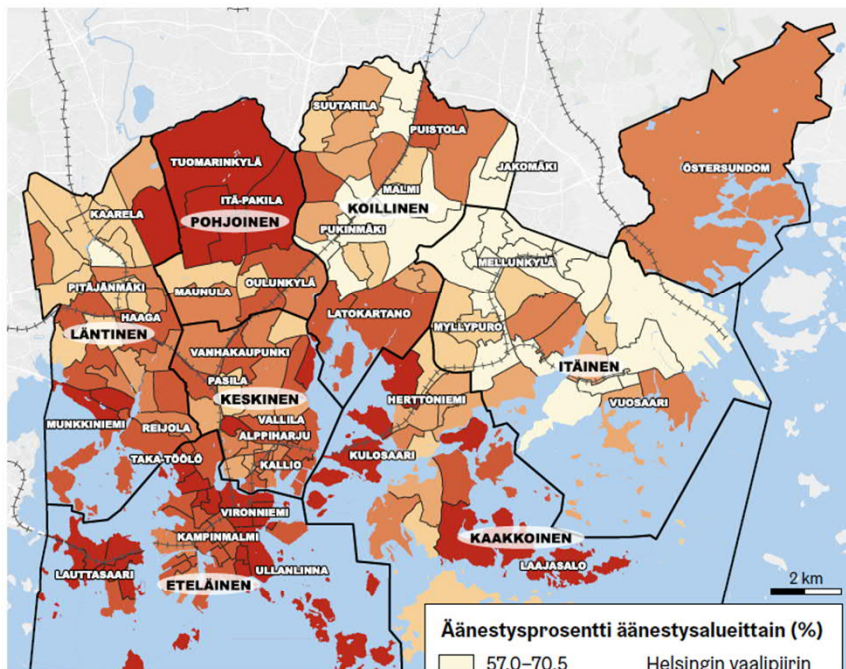 SUUTARILA
PUISTOLA
TUOMARINKYLÄ
JAKOMÄKI
ÖSTERSUNDOM
MALMI
ITÄ-PAKILA
KAARELA
KOILLINEN
POHJOINEN
PUKINMÄKI
MELLUNKYLÄ
PITÄJÄNMÄKI
MAUNULA
OULUNKYLÄ
LATOKARTANO
HAAGA
MYLLYPURO
LÄNTINEN
VANHAKAUPUNKI
ITÄINEN
PASILA
KESKINEN
HERTTONIEMI
VUOSAARI
VALLILA
MUNKKINIEMI
REIJOLA
ALPPIHARJU
TAKA-TÖÖLÖ
KALLIO
KULOSAARI
VIRONNIEMI
KAMPINMALMI
KAAKKOINEN
LAUTTASAARI
ULLANLINNA
LAAJASALO
ETELÄINEN
2 km
Äänestysprosentti äänestysalueittain (%)
57,0–70,5 Helsingin vaalipiirin